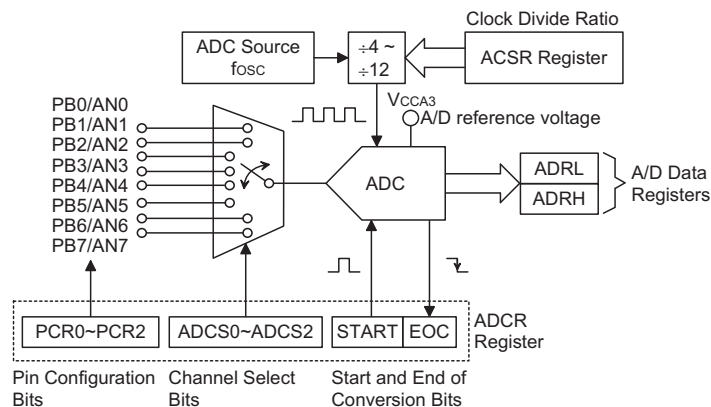 Clock Divide Ratio
ADC Source
fOSC
÷4 ~
÷12
ACSR Register
VCCA3
A/D reference voltage
PB0/AN0
PB1/AN1
PB2/AN2
PB3/AN3
PB4/AN4
PB5/AN5
PB6/AN6
PB7/AN7
ADC
ADRL
ADRH
A/D Data
Registers
PCR0~PCR2
ADCS0~ADCS2
START
EOC
ADCR
Register
Pin Configuration
Bits
Channel Select
Bits
Start and End of
Conversion Bits